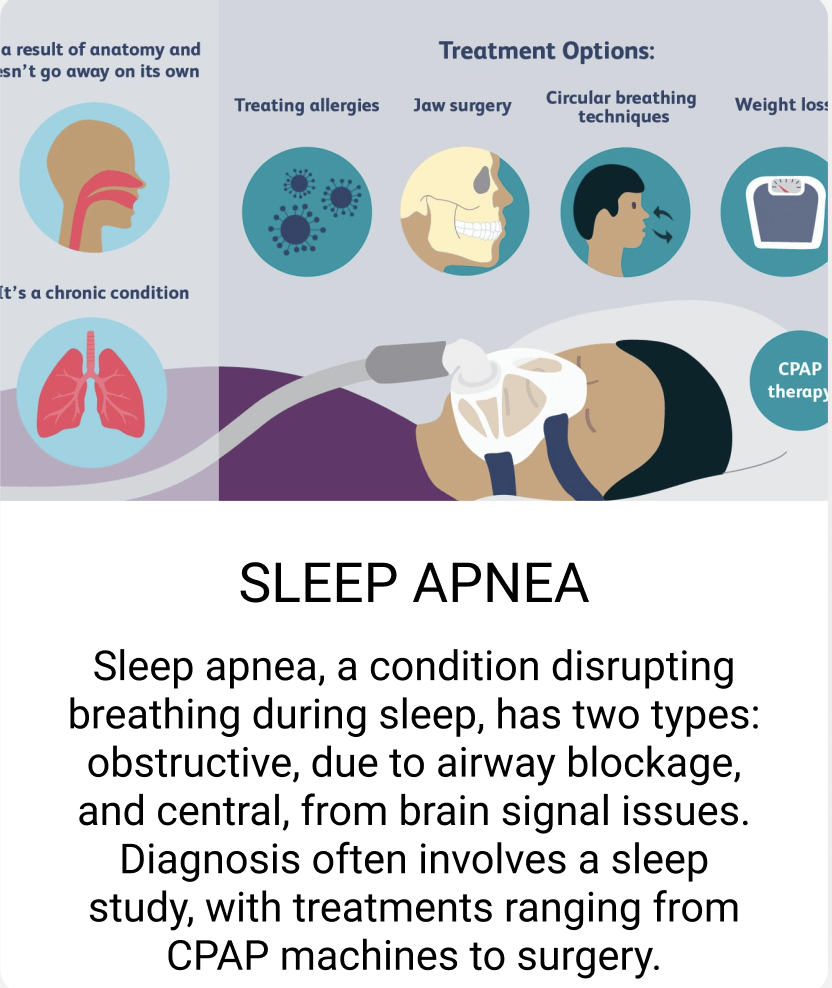 a result of anatomy and
esn't go away on its own
It's a chronic condition
Treatment Options:
Treating allergies
Jaw surgery
Circular breathing
techniques
Weight loss
CPAP
therapy
SLEEP APNEA
Sleep apnea, a condition disrupting
breathing during sleep, has two types:
obstructive, due to airway blockage,
and central, from brain signal issues.
Diagnosis often involves a sleep
study, with treatments ranging from
CPAP machines to surgery.